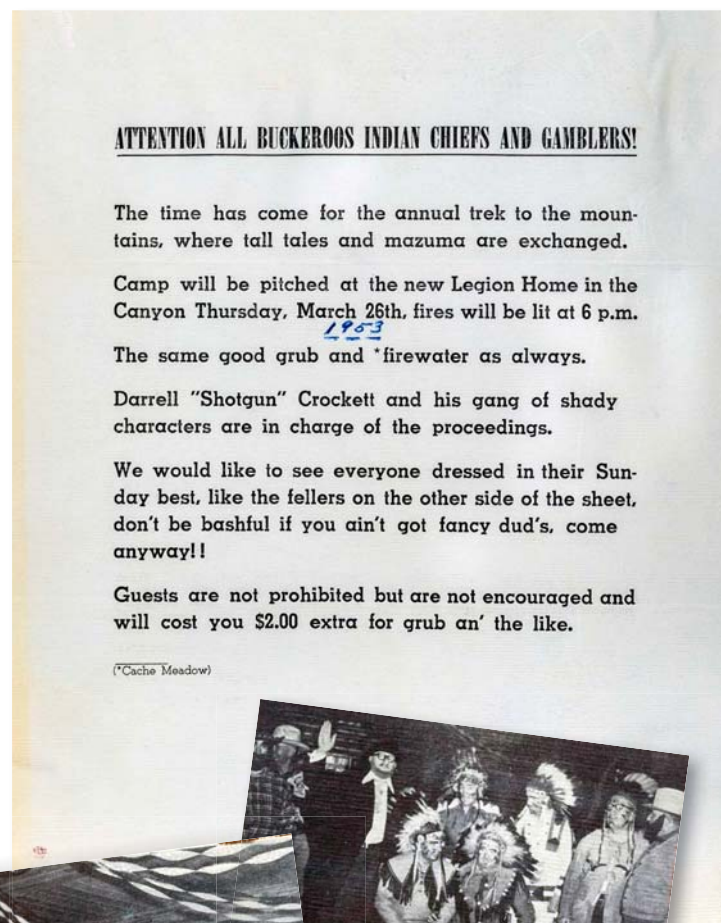 ATTENTION ALL BUCKEROOS INDIAN CHIEFS AND GAMBLERS!
The time has come for the annual trek to the moun-
tains, where tall tales and mazuma are exchanged.
Camp will be pitched at the new Legion Home in the
Canyon Thursday, March 26th, fires will be lit at 6 p.m.
1953
The same good grub and *firewater as always.
Darrell "Shotgun" Crockett and his gang of shady
characters are in charge of the proceedings.
We would like to see everyone dressed in their Sun-
day best, like the fellers on the other side of the sheet,
don't be bashful if you ain't got fancy dud's, come
anyway!!
Guests are not prohibited but are not encouraged and
will cost you $2.00 extra for grub an' the like.
(*Cache Meadow)